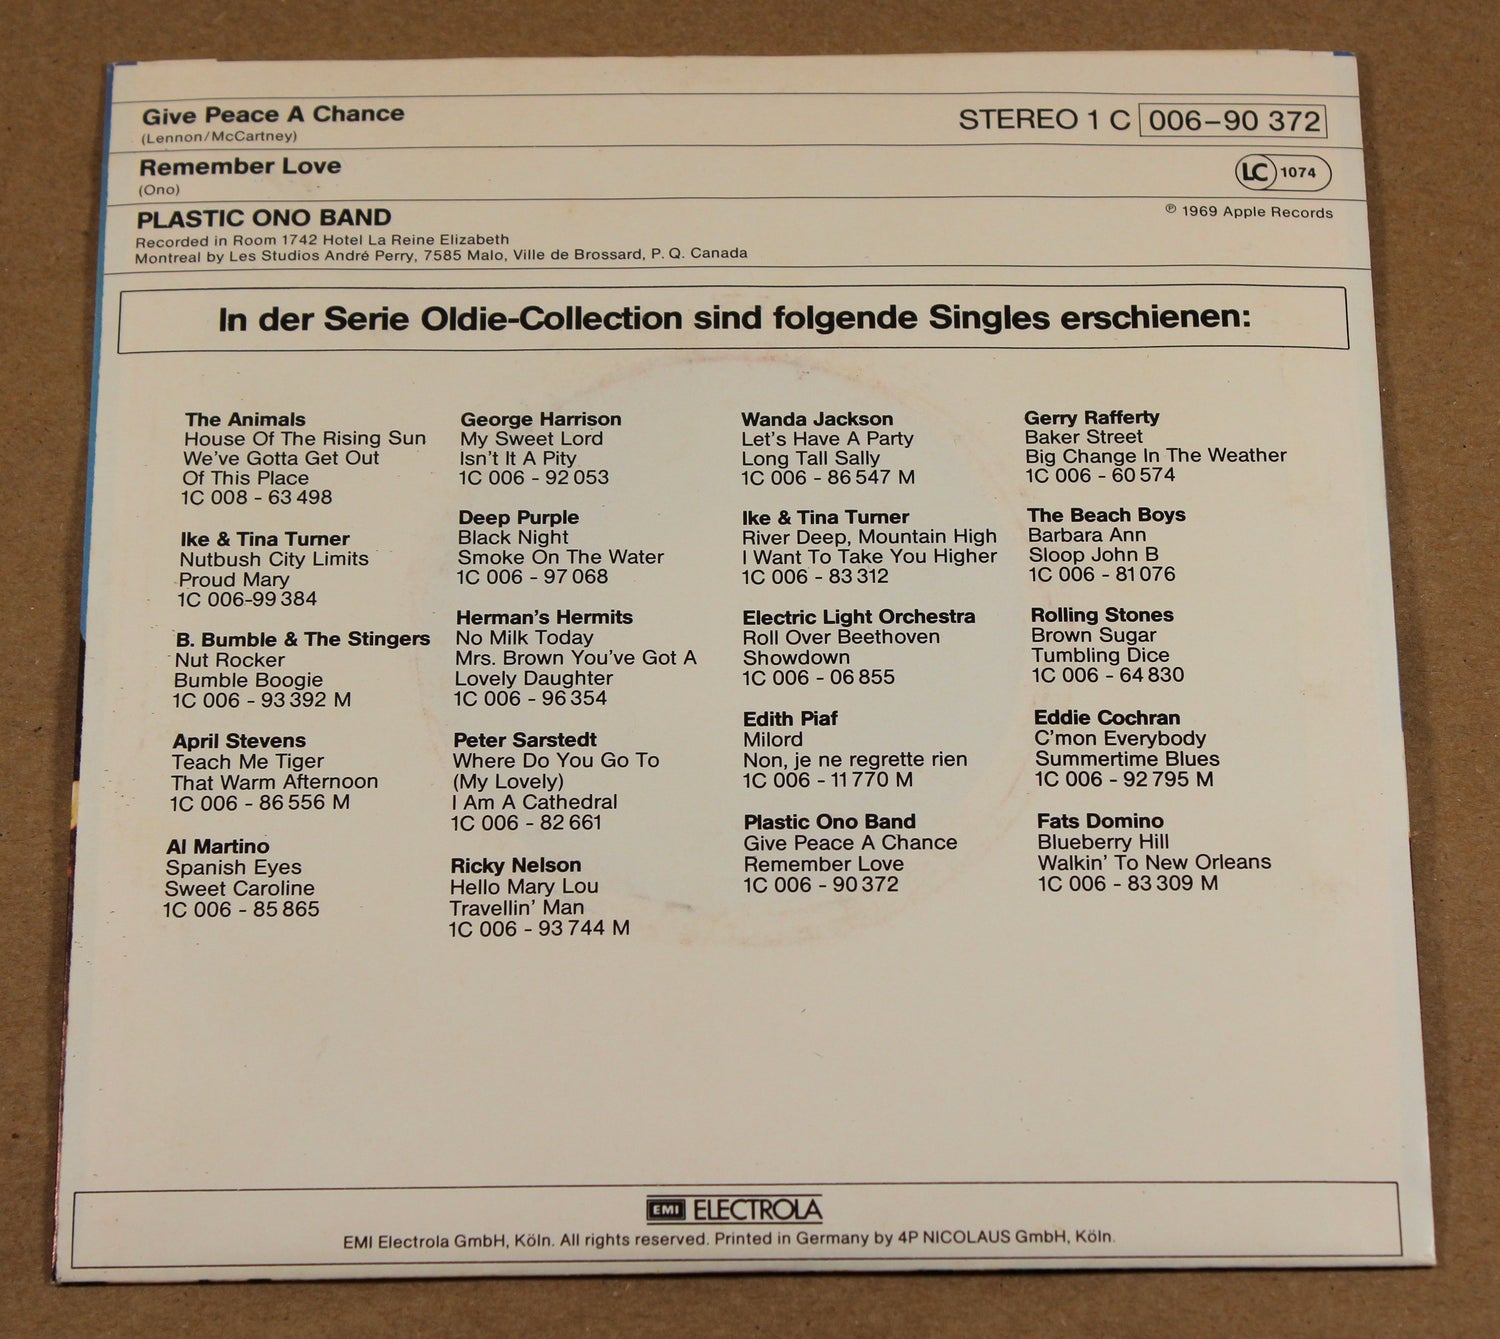 Give Peace A Chance
(Lennon/McCartney)
STEREO 1 C 006-90 372
Remember Love
(Ono)
LC 1074
PLASTIC ONO BAND
℗ 1969 Apple Records
Recorded in Room 1742 Hotel La Reine Elizabeth
Montreal by Les Studios André Perry, 7585 Malo, Ville de Brossard, P. Q. Canada
In der Serie Oldie-Collection sind folgende Singles erschienen:
The Animals
House Of The Rising Sun
We've Gotta Get Out
Of This Place
1C 008 - 63 498
Ike & Tina Turner
Nutbush City Limits
Proud Mary
1C 006-99 384
B. Bumble & The Stingers
Nut Rocker
Bumble Boogie
1C 006 - 93 392 M
April Stevens
Teach Me Tiger
That Warm Afternoon
1C 006 - 86 556 M
Al Martino
Spanish Eyes
Sweet Caroline
1C 006 - 85 865
George Harrison
My Sweet Lord
Isn't It A Pity
1C 006 - 92 053
Deep Purple
Black Night
Smoke On The Water
1C 006 - 97 068
Herman's Hermits
No Milk Today
Mrs. Brown You've Got A
Lovely Daughter
1C 006 - 96 354
Peter Sarstedt
Where Do You Go To
(My Lovely)
I Am A Cathedral
1C 006 - 82 661
Ricky Nelson
Hello Mary Lou
Travellin' Man
1C 006 - 93 744 M
Wanda Jackson
Let's Have A Party
Long Tall Sally
1C 006 - 86 547 M
Ike & Tina Turner
River Deep, Mountain High
I Want To Take You Higher
1C 006 - 83 312
Electric Light Orchestra
Roll Over Beethoven
Showdown
1C 006 - 06 855
Edith Piaf
Milord
Non, je ne regrette rien
1C 006 - 11 770 M
Plastic Ono Band
Give Peace A Chance
Remember Love
1C 006 - 90 372
Gerry Rafferty
Baker Street
Big Change In The Weather
1C 006 - 60 574
The Beach Boys
Barbara Ann
Sloop John B
1C 006 - 81 076
Rolling Stones
Brown Sugar
Tumbling Dice
1C 006 - 64 830
Eddie Cochran
C'mon Everybody
Summertime Blues
1C 006 - 92 795 M
Fats Domino
Blueberry Hill
Walkin' To New Orleans
1C 006 - 83 309 M
EMI ELECTROLA
EMI Electrola GmbH, Köln. All rights reserved. Printed in Germany by 4P NICOLAUS GmbH, Köln.